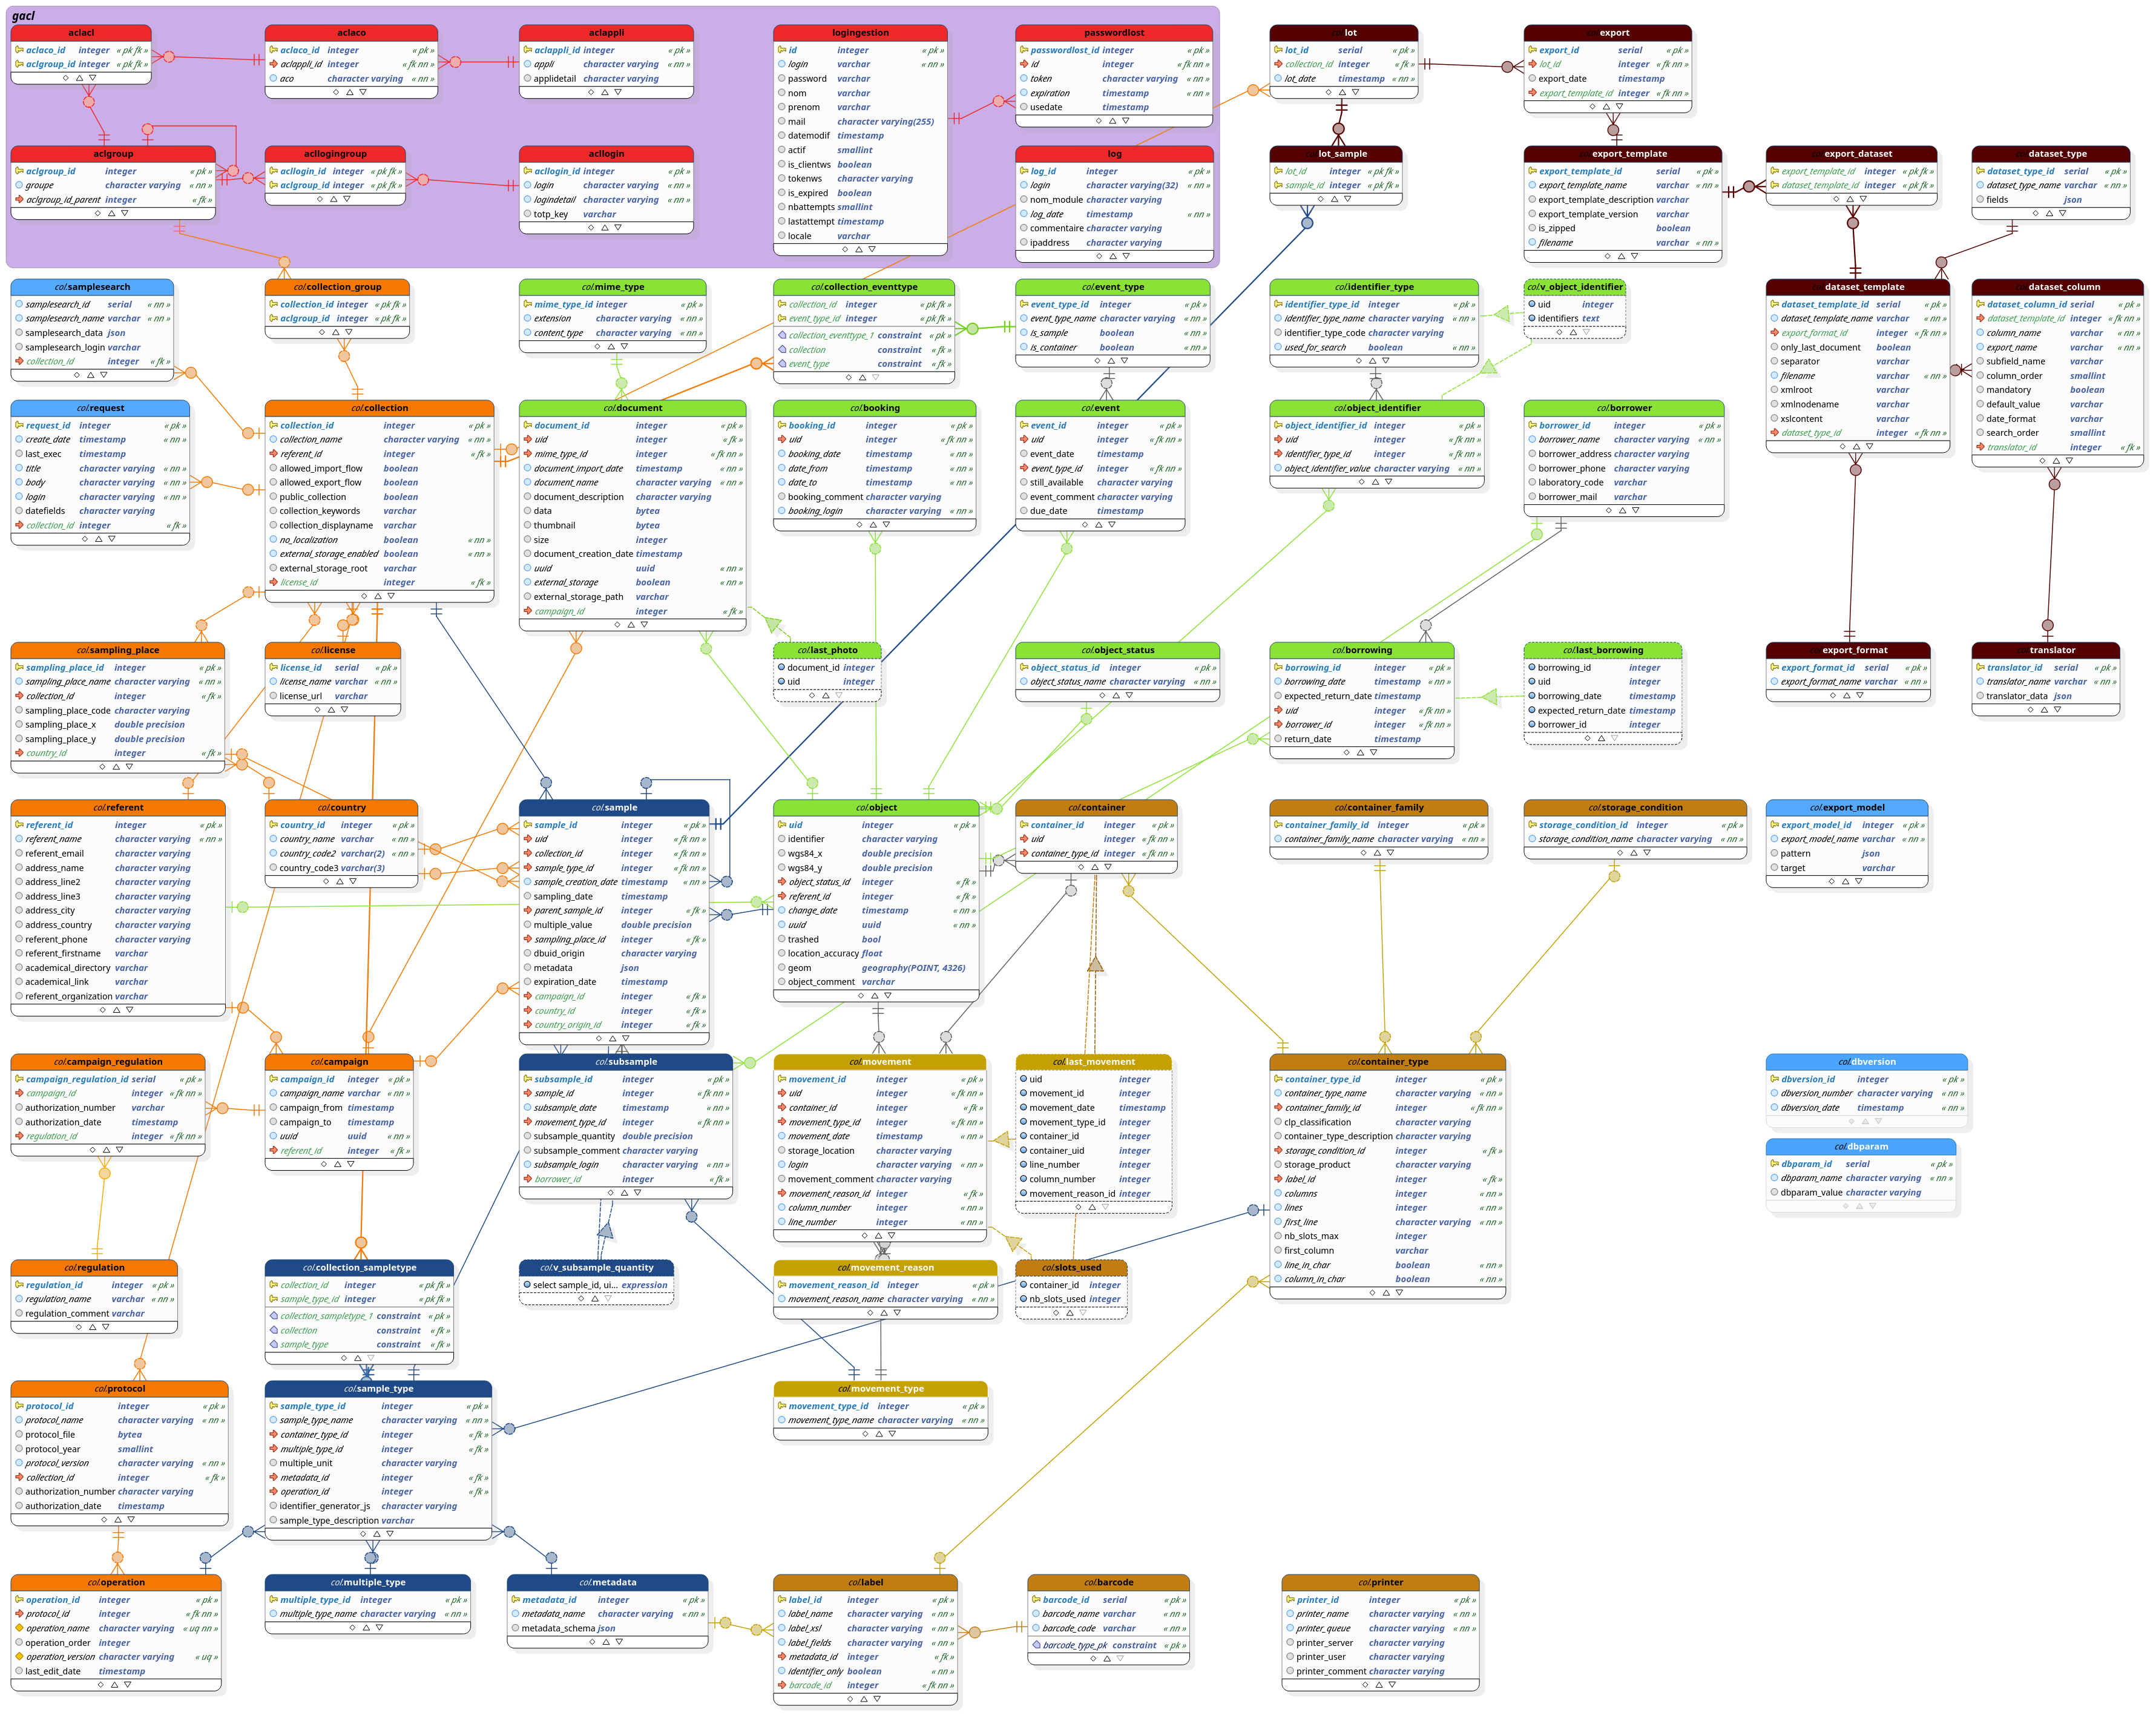 gacl
aclacl
aclaco_id integer « pk fk »
aclgroup_id integer « pk fk »
aclaco
aclaco_id integer « pk »
aclappli_id integer « fk nn »
aco character varying « nn »
aclappli
aclappli_id integer « pk »
appli character varying « nn »
applidetail character varying
logingestion
id integer « pk »
login varchar « nn »
password varchar
nom varchar
prenom varchar
mail character varying(255)
datemodif timestamp
actif smallint
is_clientws boolean
tokenws character varying
is_expired boolean
nbattempts smallint
lastattempt timestamp
locale varchar
passwordlost
passwordlost_id integer « pk »
id integer « fk nn »
token character varying « nn »
expiration timestamp « nn »
usedate timestamp
col.lot
lot_id serial « pk »
collection_id integer « fk »
lot_date timestamp « nn »
col.export
export_id serial « pk »
lot_id integer « fk nn »
export_date timestamp
export_template_id integer « fk nn »
aclgroup
aclgroup_id integer « pk »
groupe character varying « nn »
aclgroup_id_parent integer « fk »
acllogingroup
acllogin_id integer « pk fk »
aclgroup_id integer « pk fk »
acllogin
acllogin_id integer « pk »
login character varying « nn »
logindetail character varying « nn »
totp_key varchar
log
log_id integer « pk »
login character varying(32) « nn »
nom_module character varying
log_date timestamp « nn »
commentaire character varying
ipaddress character varying
col.lot_sample
lot_id integer « pk fk »
sample_id integer « pk fk »
col.export_template
export_template_id serial « pk »
export_template_name varchar « nn »
export_template_description varchar
export_template_version varchar
is_zipped boolean
filename varchar « nn »
col.export_dataset
export_template_id integer « pk fk »
dataset_template_id integer « pk fk »
col.dataset_type
dataset_type_id serial « pk »
dataset_type_name varchar « nn »
fields json
col.samplesearch
samplesearch_id serial « nn »
samplesearch_name varchar « nn »
samplesearch_data json
samplesearch_login varchar
collection_id integer « fk »
col.collection_group
collection_id integer « pk fk »
aclgroup_id integer « pk fk »
col.mime_type
mime_type_id integer « pk »
extension character varying « nn »
content_type character varying « nn »
col.collection_eventtype
collection_id integer « pk fk »
event_type_id integer « pk fk »
collection_eventtype_1 constraint « pk »
collection constraint « fk »
event_type constraint « fk »
col.event_type
event_type_id integer « pk »
event_type_name character varying « nn »
is_sample boolean « nn »
is_container boolean « nn »
col.identifier_type
identifier_type_id integer « pk »
identifier_type_name character varying « nn »
identifier_type_code character varying
used_for_search boolean « nn »
col.v_object_identifier
uid integer
identifiers text
col.dataset_template
dataset_template_id serial « pk »
dataset_template_name varchar « nn »
export_format_id integer « fk nn »
only_last_document boolean
separator varchar
filename varchar « nn »
xmlroot varchar
xmlnodename varchar
xslcontent varchar
dataset_type_id integer « fk nn »
col.dataset_column
dataset_column_id serial « pk »
dataset_template_id integer « fk nn »
column_name varchar « nn »
export_name varchar « nn »
subfield_name varchar
column_order smallint
mandatory boolean
default_value varchar
date_format varchar
search_order smallint
translator_id integer « fk »
col.request
request_id integer « pk »
create_date timestamp « nn »
last_exec timestamp
title character varying « nn »
body character varying « nn »
login character varying « nn »
datefields character varying
collection_id integer « fk »
col.collection
collection_id integer « pk »
collection_name character varying « nn »
referent_id integer « fk »
allowed_import_flow boolean
allowed_export_flow boolean
public_collection boolean
collection_keywords varchar
collection_displayname varchar
no_localization boolean « nn »
external_storage_enabled boolean « nn »
external_storage_root varchar
license_id integer « fk »
col.document
document_id integer « pk »
uid integer « fk »
mime_type_id integer « fk nn »
document_import_date timestamp « nn »
document_name character varying « nn »
document_description character varying
data bytea
thumbnail bytea
size integer
document_creation_date timestamp
uuid uuid « nn »
external_storage boolean « nn »
external_storage_path varchar
campaign_id integer « fk »
col.booking
booking_id integer « pk »
uid integer « fk nn »
booking_date timestamp « nn »
date_from timestamp « nn »
date_to timestamp « nn »
booking_comment character varying
booking_login character varying « nn »
col.event
event_id integer « pk »
uid integer « fk nn »
event_date timestamp
event_type_id integer « fk nn »
still_available character varying
event_comment character varying
due_date timestamp
col.object_identifier
object_identifier_id integer « pk »
uid integer « fk nn »
identifier_type_id integer « fk nn »
object_identifier_value character varying « nn »
col.borrower
borrower_id integer « pk »
borrower_name character varying « nn »
borrower_address character varying
borrower_phone character varying
laboratory_code varchar
borrower_mail varchar
col.sampling_place
sampling_place_id integer « pk »
sampling_place_name character varying « nn »
collection_id integer « fk »
sampling_place_code character varying
sampling_place_x double precision
sampling_place_y double precision
country_id integer « fk »
col.license
license_id serial « pk »
license_name varchar « nn »
license_url varchar
col.last_photo
document_id integer
uid integer
col.object_status
object_status_id integer « pk »
object_status_name character varying « nn »
col.borrowing
borrowing_id integer « pk »
borrowing_date timestamp « nn »
expected_return_date timestamp
uid integer « fk nn »
borrower_id integer « fk nn »
return_date timestamp
col.last_borrowing
borrowing_id integer
uid integer
borrowing_date timestamp
expected_return_date timestamp
borrower_id integer
col.export_format
export_format_id serial « pk »
export_format_name varchar « nn »
col.translator
translator_id serial « pk »
translator_name varchar « nn »
translator_data json
col.referent
referent_id integer « pk »
referent_name character varying « nn »
referent_email character varying
address_name character varying
address_line2 character varying
address_line3 character varying
address_city character varying
address_country character varying
referent_phone character varying
referent_firstname varchar
academical_directory varchar
academical_link varchar
referent_organization varchar
col.country
country_id integer « pk »
country_name varchar « nn »
country_code2 varchar(2) « nn »
country_code3 varchar(3)
col.sample
sample_id integer « pk »
uid integer « fk nn »
collection_id integer « fk nn »
sample_type_id integer « fk nn »
sample_creation_date timestamp « nn »
sampling_date timestamp
parent_sample_id integer « fk »
multiple_value double precision
sampling_place_id integer « fk »
dbuid_origin character varying
metadata json
expiration_date timestamp
campaign_id integer « fk »
country_id integer « fk »
country_origin_id integer « fk »
col.object
uid integer « pk »
identifier character varying
wgs84_x double precision
wgs84_y double precision
object_status_id integer « fk »
referent_id integer « fk »
change_date timestamp « nn »
uuid uuid « nn »
trashed bool
location_accuracy float
geom geography(POINT, 4326)
object_comment varchar
col.container
container_id integer « pk »
uid integer « fk nn »
container_type_id integer « fk nn »
col.container_family
container_family_id integer « pk »
container_family_name character varying « nn »
col.storage_condition
storage_condition_id integer « pk »
storage_condition_name character varying « nn »
col.export_model
export_model_id integer « pk »
export_model_name varchar « nn »
pattern json
target varchar
col.campaign_regulation
campaign_regulation_id serial « pk »
campaign_id integer « fk nn »
authorization_number varchar
authorization_date timestamp
regulation_id integer « fk nn »
col.campaign
campaign_id integer « pk »
campaign_name varchar « nn »
campaign_from timestamp
campaign_to timestamp
uuid uuid « nn »
referent_id integer « fk »
col.subsample
subsample_id integer « pk »
sample_id integer « fk nn »
subsample_date timestamp « nn »
movement_type_id integer « fk nn »
subsample_quantity double precision
subsample_comment character varying
subsample_login character varying « nn »
borrower_id integer « fk »
col.movement
movement_id integer « pk »
uid integer « fk nn »
container_id integer « fk »
movement_type_id integer « fk nn »
movement_date timestamp « nn »
storage_location character varying
login character varying « nn »
movement_comment character varying
movement_reason_id integer « fk »
column_number integer « nn »
line_number integer « nn »
col.last_movement
uid integer
movement_id integer
movement_date timestamp
movement_type_id integer
container_id integer
container_uid integer
line_number integer
column_number integer
movement_reason_id integer
col.container_type
container_type_id integer « pk »
container_type_name character varying « nn »
container_family_id integer « fk nn »
clp_classification character varying
container_type_description character varying
storage_condition_id integer « fk »
storage_product character varying
label_id integer « fk »
columns integer « nn »
lines integer « nn »
first_line character varying « nn »
nb_slots_max integer
first_column varchar
line_in_char boolean « nn »
column_in_char boolean « nn »
col.dbversion
dbversion_id integer « pk »
dbversion_number character varying « nn »
dbversion_date timestamp « nn »
col.dbparam
dbparam_id serial « pk »
dbparam_name character varying « nn »
dbparam_value character varying
col.regulation
regulation_id integer « pk »
regulation_name varchar « nn »
regulation_comment varchar
col.collection_sampletype
collection_id integer « pk fk »
sample_type_id integer « pk fk »
collection_sampletype_1 constraint « pk »
collection constraint « fk »
sample_type constraint « fk »
col.v_subsample_quantity
select sample_id, ui... expression
col.movement_reason
movement_reason_id integer « pk »
movement_reason_name character varying « nn »
col.slots_used
container_id integer
nb_slots_used integer
col.protocol
protocol_id integer « pk »
protocol_name character varying « nn »
protocol_file bytea
protocol_year smallint
protocol_version character varying « nn »
collection_id integer « fk »
authorization_number character varying
authorization_date timestamp
col.sample_type
sample_type_id integer « pk »
sample_type_name character varying « nn »
container_type_id integer « fk »
multiple_type_id integer « fk »
multiple_unit character varying
metadata_id integer « fk »
operation_id integer « fk »
identifier_generator_js character varying
sample_type_description varchar
col.movement_type
movement_type_id integer « pk »
movement_type_name character varying « nn »
col.operation
operation_id integer « pk »
protocol_id integer « fk nn »
operation_name character varying « uq nn »
operation_order integer
operation_version character varying « uq »
last_edit_date timestamp
col.multiple_type
multiple_type_id integer « pk »
multiple_type_name character varying « nn »
col.metadata
metadata_id integer « pk »
metadata_name character varying « nn »
metadata_schema json
col.label
label_id integer « pk »
label_name character varying « nn »
label_xsl character varying « nn »
label_fields character varying « nn »
metadata_id integer « fk »
identifier_only boolean « nn »
barcode_id integer « fk nn »
col.barcode
barcode_id serial « pk »
barcode_name varchar « nn »
barcode_code varchar « nn »
barcode_type_pk constraint « pk »
col.printer
printer_id integer « pk »
printer_name character varying « nn »
printer_queue character varying « nn »
printer_server character varying
printer_user character varying
printer_comment character varying